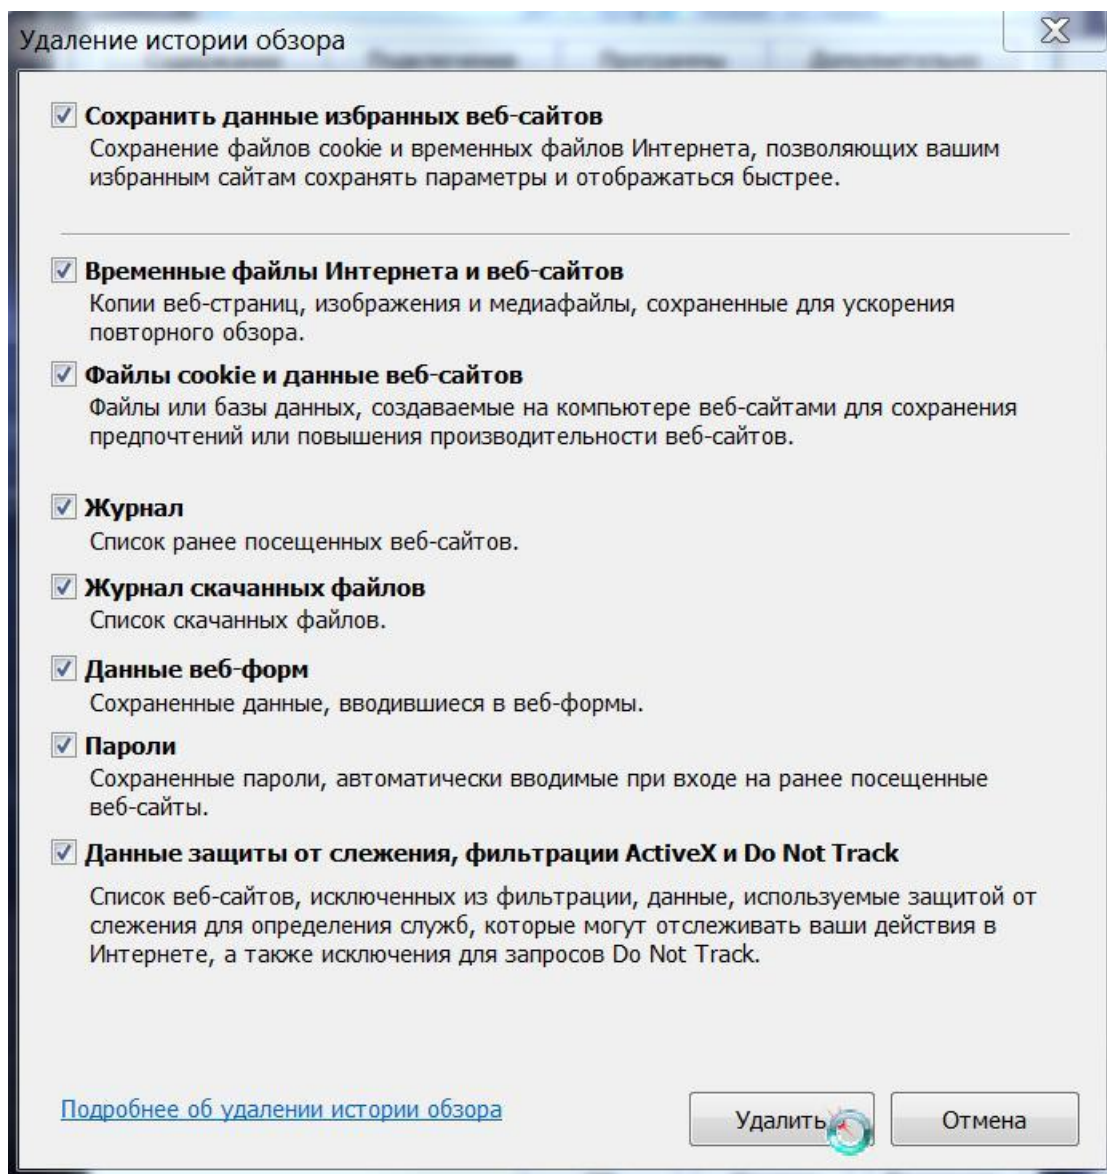 Удаление истории обзора
Содержание Подключения Программы Дополнительно
Сохранить данные избранных веб-сайтов
Сохранение файлов cookie и временных файлов Интернета, позволяющих вашим
избранным сайтам сохранять параметры и отображаться быстрее.
Временные файлы Интернета и веб-сайтов
Копии веб-страниц, изображения и медиафайлы, сохраненные для ускорения
повторного обзора.
Файлы cookie и данные веб-сайтов
Файлы или базы данных, создаваемые на компьютере веб-сайтами для сохранения
предпочтений или повышения производительности веб-сайтов.
Журнал
Список ранее посещенных веб-сайтов.
Журнал скачанных файлов
Список скачанных файлов.
Данные веб-форм
Сохраненные данные, вводившиеся в веб-формы.
Пароли
Сохраненные пароли, автоматически вводимые при входе на ранее посещенные
веб-сайты.
Данные защиты от слежения, фильтрации ActiveX и Do Not Track
Список веб-сайтов, исключенных из фильтрации, данные, используемые защитой от
слежения для определения служб, которые могут отслеживать ваши действия в
Интернете, а также исключения для запросов Do Not Track.
Подробнее об удалении истории обзора
Удалить
Отмена